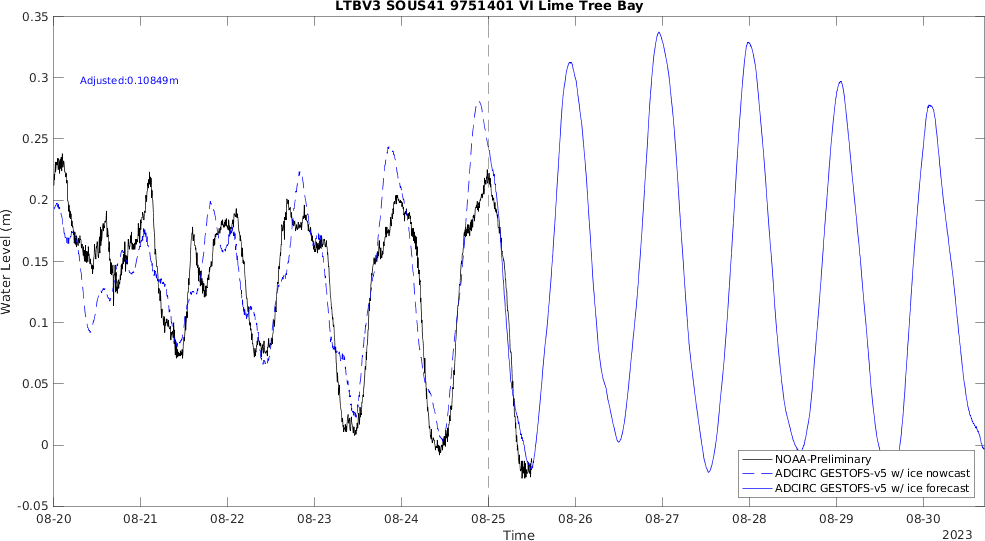 LTBV3 SOUS41 9751401 VI Lime Tree Bay
0.35
0.3
0.25
0.2
0.15
0.1
0.05
0
-0.05
Water Level (m)
Adjusted:0.10849m
NOAA-Preliminary
ADCIRC GESTOFS-v5 w/ ice nowcast
ADCIRC GESTOFS-v5 w/ ice forecast
08-20 08-21 08-22 08-23 08-24 08-25 08-26 08-27 08-28 08-29 08-30
Time
2023